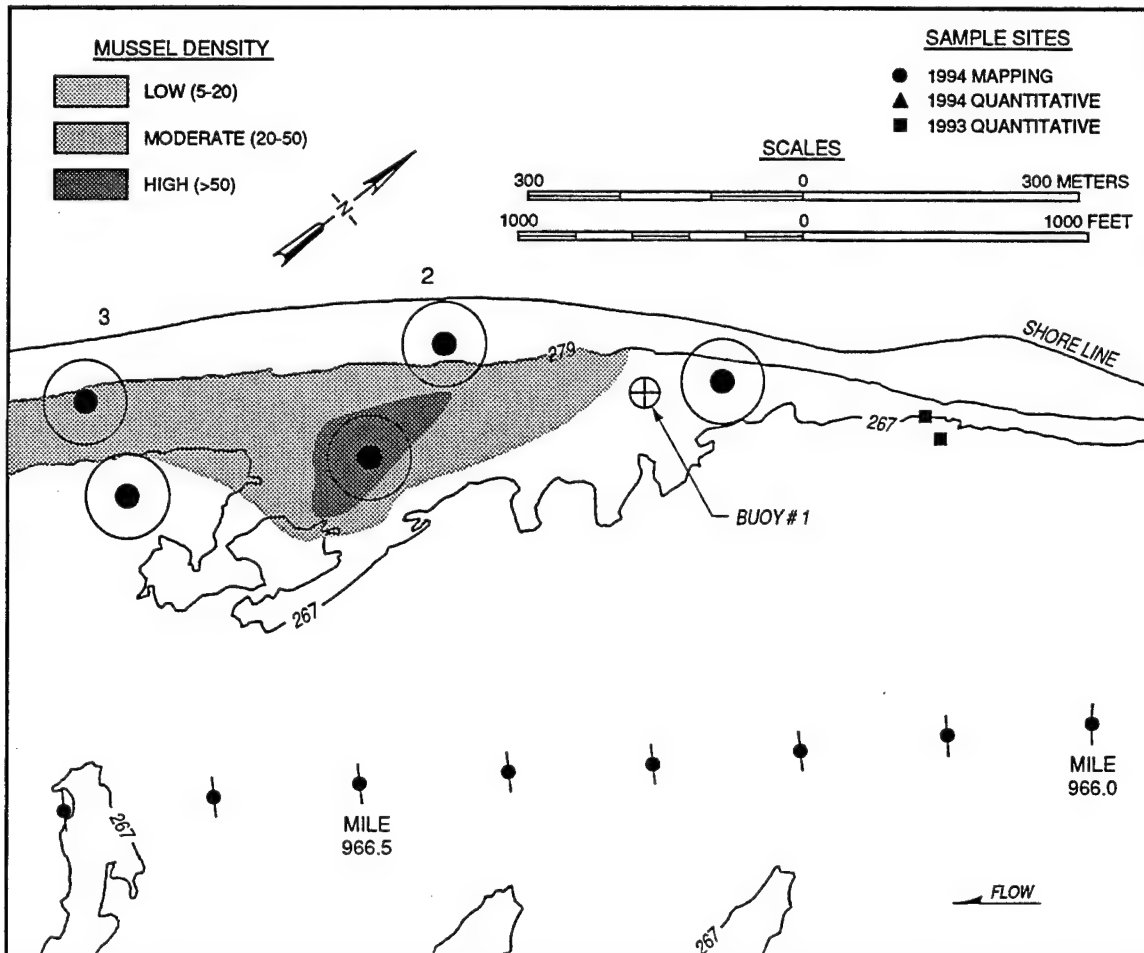 MUSSEL DENSITY
LOW (5-20)
MODERATE (20-50)
HIGH (>50)
SAMPLE SITES
1994 MAPPING
1994 QUANTITATIVE
1993 QUANTITATIVE
SCALES
300 0 300 METERS
1000 0 1000 FEET
N
3
2
279
SHORE LINE
267
BUOY # 1
267
MILE
966.0
MILE
966.5
267
267
FLOW